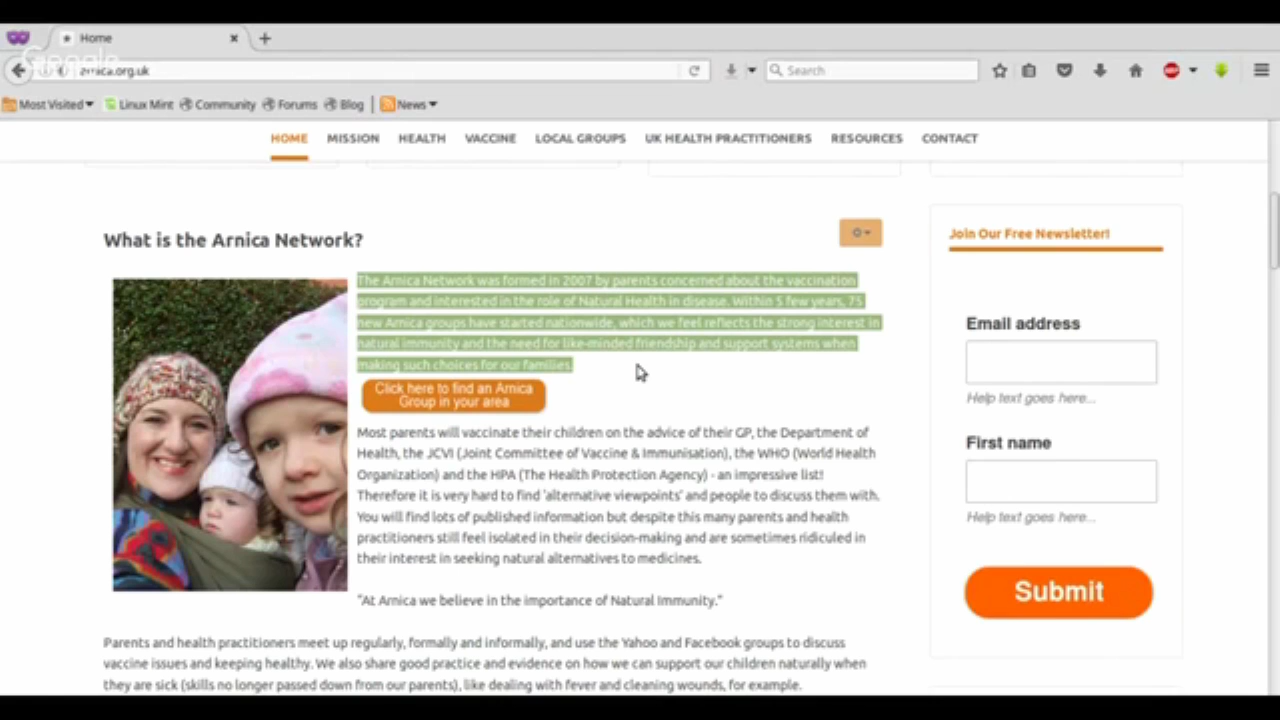 Google
Home
arnica.org.uk
Search
Most Visited
Linux Mint
Community
Forums
Blog
News
HOME
MISSION
HEALTH
VACCINE
LOCAL GROUPS
UK HEALTH PRACTITIONERS
RESOURCES
CONTACT
What is the Arnica Network?
The Arnica Network was formed in 2007 by parents concerned about the vaccination
program and interested in the role of Natural Health in disease. Within 5 few years, 75
new Arnica groups have started nationwide, which we feel reflects the strong interest in
natural immunity and the need for like-minded friendship and support systems when
making such choices for our families.
Click here to find an Arnica
Group in your area
Most parents will vaccinate their children on the advice of their GP, the Department of
Health, the JCVI (Joint Committee of Vaccine & Immunisation), the WHO (World Health
Organization) and the HPA (The Health Protection Agency) - an impressive list!
Therefore it is very hard to find 'alternative viewpoints' and people to discuss them with.
You will find lots of published information but despite this many parents and health
practitioners still feel isolated in their decision-making and are sometimes ridiculed in
their interest in seeking natural alternatives to medicines.
"At Arnica we believe in the importance of Natural Immunity."
Parents and health practitioners meet up regularly, formally and informally, and use the Yahoo and Facebook groups to discuss
vaccine issues and keeping healthy. We also share good practice and evidence on how we can support our children naturally when
they are sick (skills no longer passed down from our parents), like dealing with fever and cleaning wounds, for example.
Join Our Free Newsletter!
Email address
Help text goes here...
First name
Help text goes here...
Submit